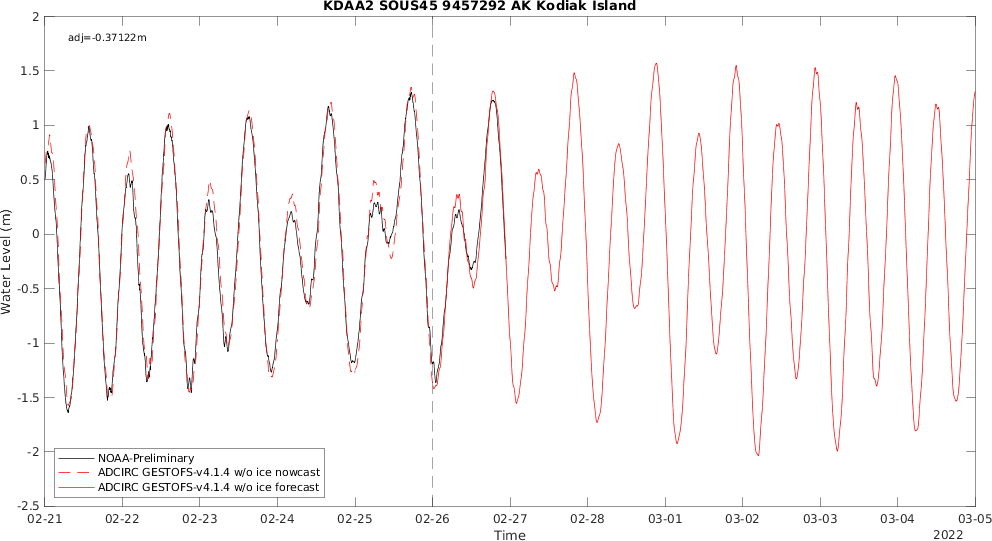 KDAA2 SOUS45 9457292 AK Kodiak Island
adj=-0.37122m
2
1.5
1
0.5
0
-0.5
-1
-1.5
-2
-2.5
Water Level (m)
NOAA-Preliminary
ADCIRC GESTOFS-v4.1.4 w/o ice nowcast
ADCIRC GESTOFS-v4.1.4 w/o ice forecast
02-21 02-22 02-23 02-24 02-25 02-26 02-27 02-28 03-01 03-02 03-03 03-04 03-05
Time
2022